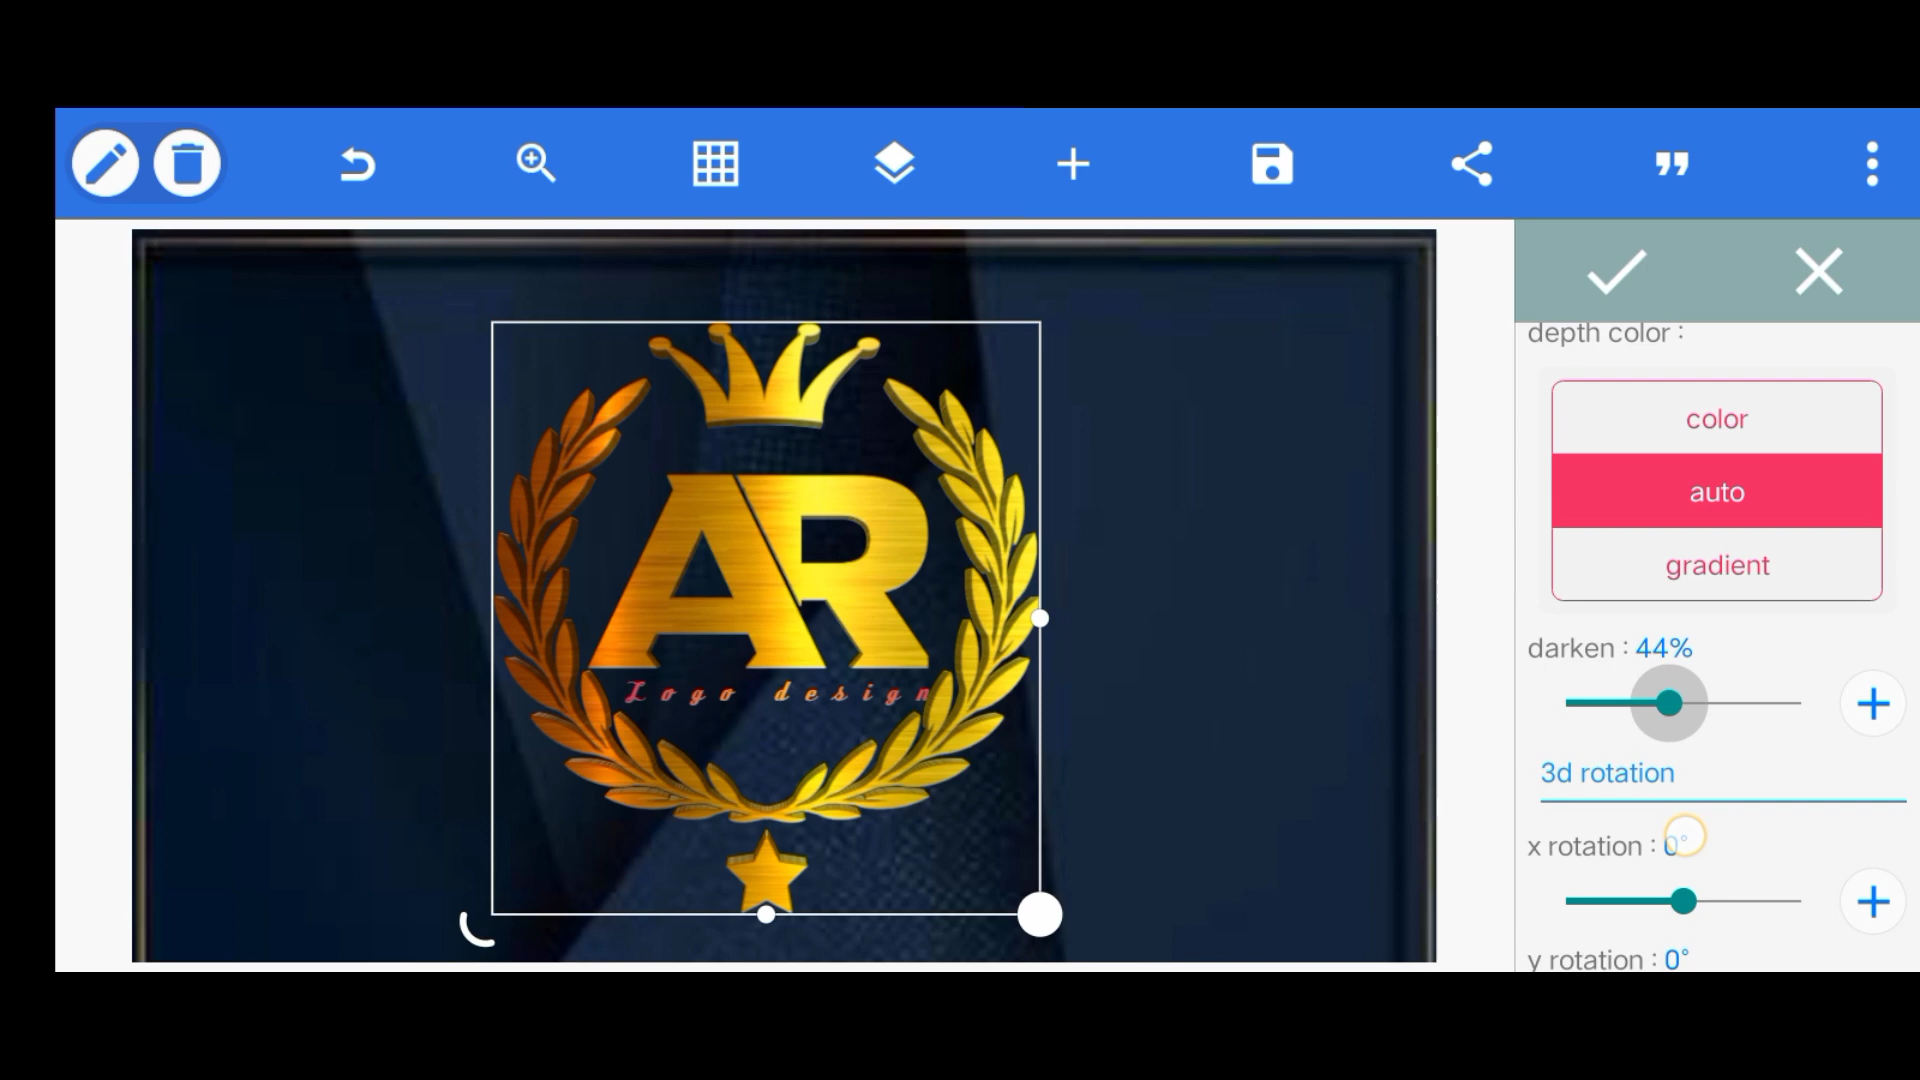 depth color :
color
auto
gradient
darken : 44%
3d rotation
x rotation : 0°
y rotation : 0°
AR
Logo design